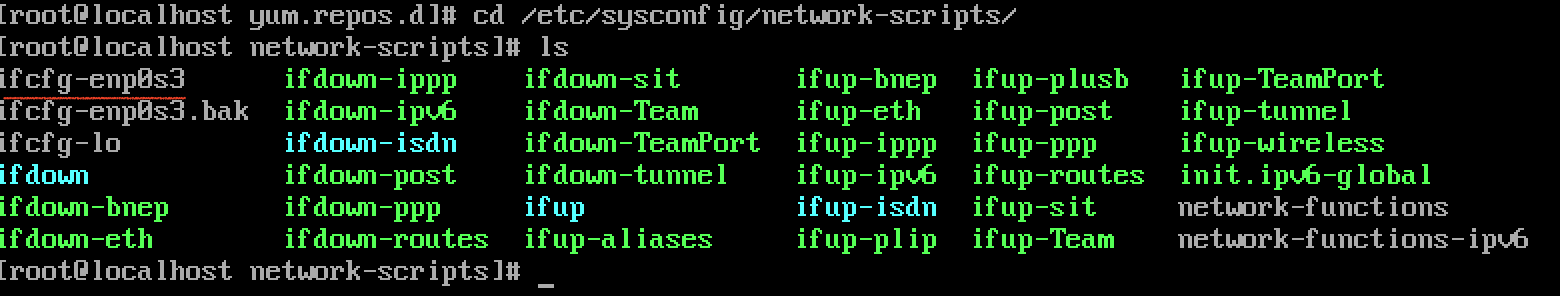 [root@localhost yum.repos.d]# cd /etc/sysconfig/network-scripts/
[root@localhost network-scripts]# ls
ifcfg-enp0s3 ifdown-ippp ifdown-sit ifup-bnep ifup-plusb ifup-TeamPort
ifcfg-enp0s3.bak ifdown-ipv6 ifdown-Team ifup-eth ifup-post ifup-tunnel
ifcfg-lo ifdown-isdn ifdown-TeamPort ifup-ippp ifup-ppp ifup-wireless
ifdown ifdown-post ifdown-tunnel ifup-ipv6 ifup-routes init.ipv6-global
ifdown-bnep ifdown-ppp ifup ifup-isdn ifup-sit network-functions
ifdown-eth ifdown-routes ifup-aliases ifup-plip ifup-Team network-functions-ipv6
[root@localhost network-scripts]# _